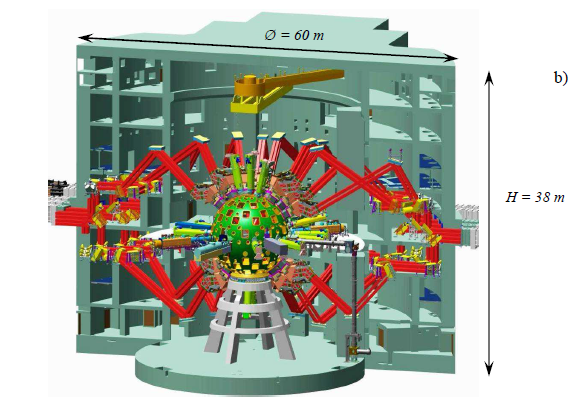 Ø = 60 m
b)
H = 38 m